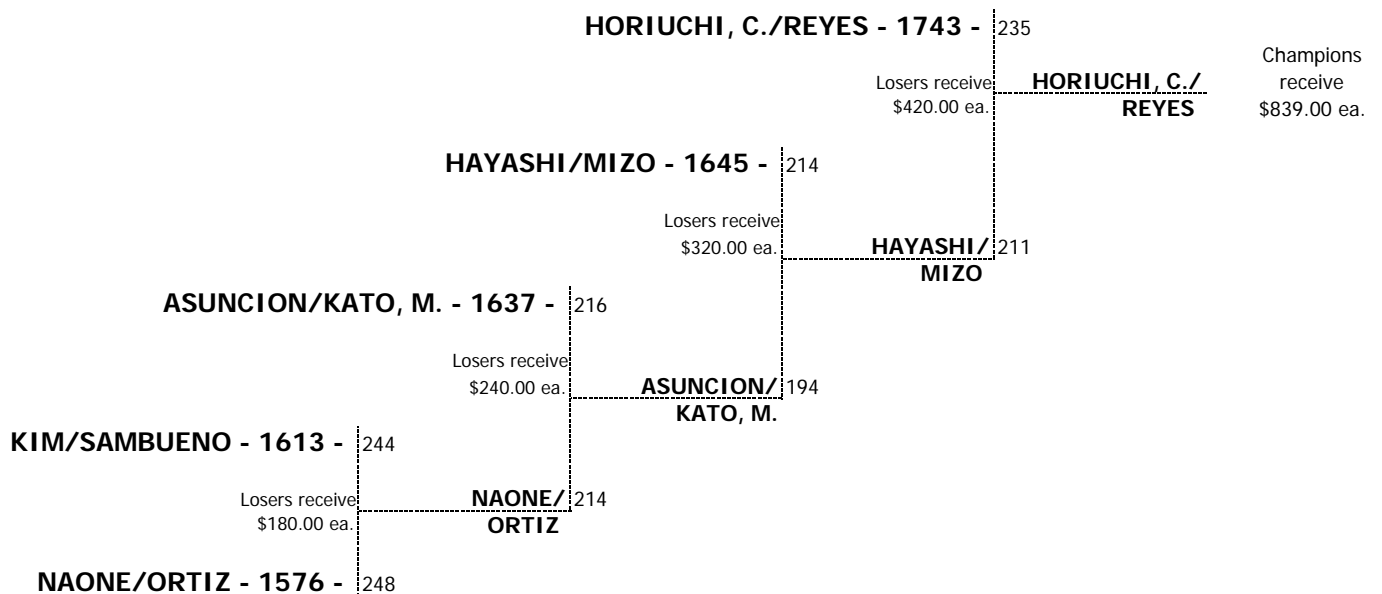 HORIUCHI, C./REYES - 1743 - 235
Champions
receive
$839.00 ea.
Losers receive
$420.00 ea.
HORIUCHI, C./
REYES
HAYASHI/MIZO - 1645 - 214
Losers receive
$320.00 ea.
HAYASHI/ 211
MIZO
ASUNCION/KATO, M. - 1637 - 216
Losers receive
$240.00 ea.
ASUNCION/ 194
KATO, M.
KIM/SAMBUENO - 1613 - 244
Losers receive
$180.00 ea.
NAONE/ 214
ORTIZ
NAONE/ORTIZ - 1576 - 248